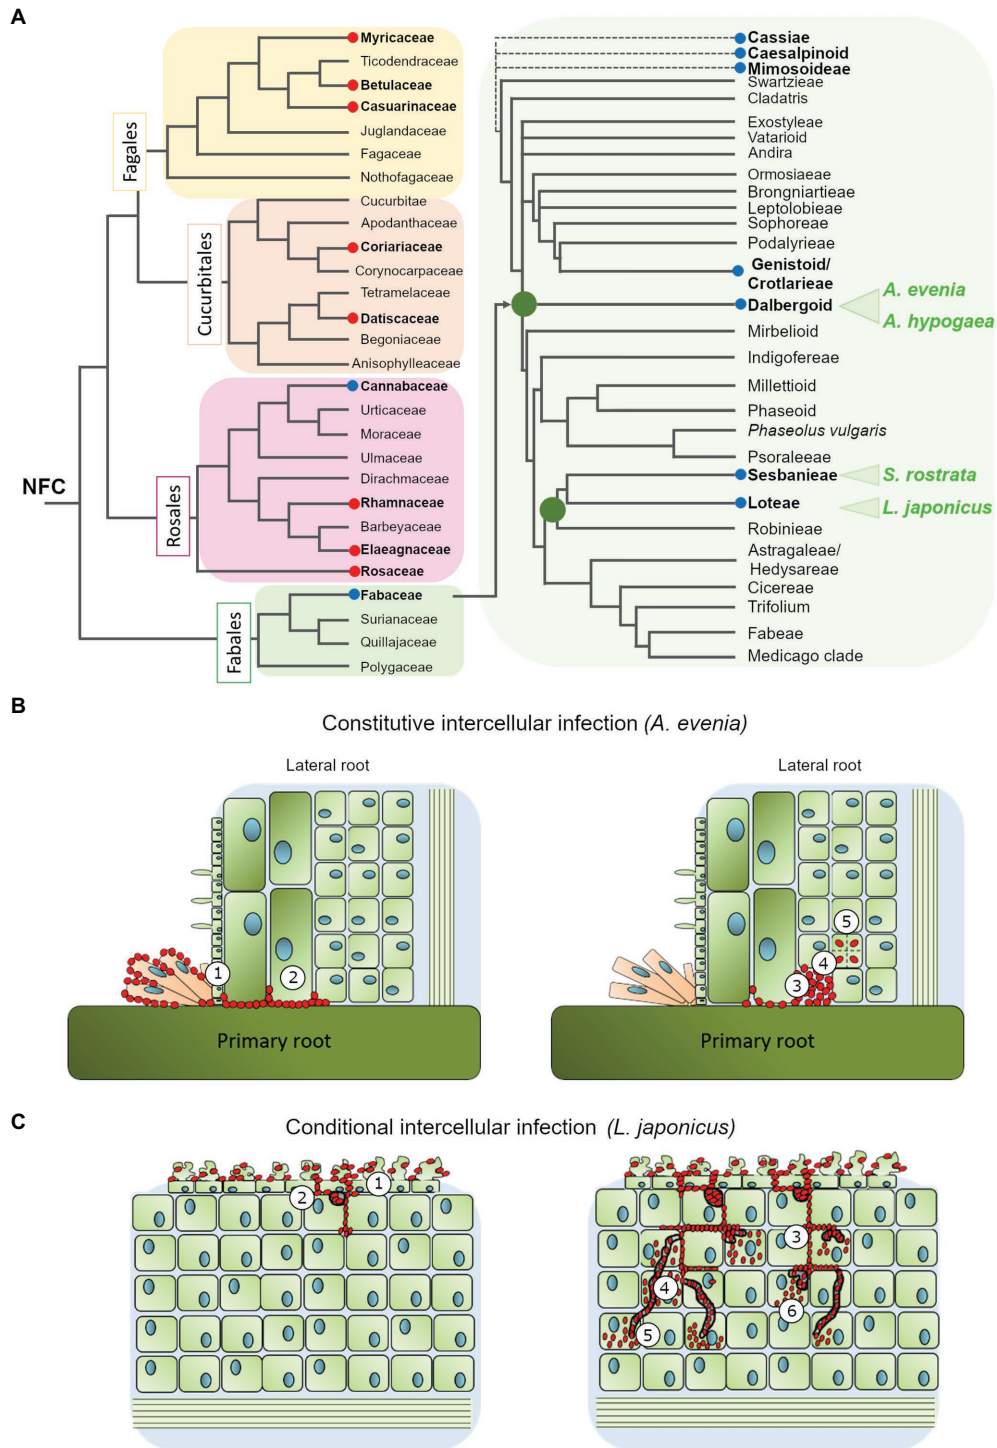 A
Fagales
Myricaceae
Ticodendraceae
Betulaceae
Casuarinaceae
Juglandaceae
Fagaceae
Nothofagaceae
Cucurbitales
Cucurbitae
Apodanthaceae
Coriariaceae
Corynocarpaceae
Tetramelaceae
Datiscaceae
Begoniaceae
Anisophylleaceae
NFC
Rosales
Cannabaceae
Urticaceae
Moraceae
Ulmaceae
Dirachmaceae
Rhamnaceae
Barbeyaceae
Elaeagnaceae
Rosaceae
Fabales
Fabaceae
Surianaceae
Quillajaceae
Polygaceae
Cassiae
Caesalpinoid
Mimosoideae
Swartzieae
Cladatris
Exostyleae
Vatarioid
Andira
Ormosiaeae
Brongniartieae
Leptolobieae
Sophoreae
Podalyrieae
Genistoid/
Crotlarieae
Dalbergoid
A. evenia
A. hypogaea
Mirbelioid
Indigofereae
Millettioid
Phaseoid
Phaseolus vulgaris
Psoraleeae
Sesbanieae
S. rostrata
Loteae
L. japonicus
Robinieae
Astragaleae/
Hedysareae
Cicereae
Trifolium
Fabeae
Medicago clade
B
Constitutive intercellular infection (A. evenia)
Lateral root
1
2
Primary root
Lateral root
5
4
3
Primary root
C
Conditional intercellular infection (L. japonicus)
1
2
3
4
6
5